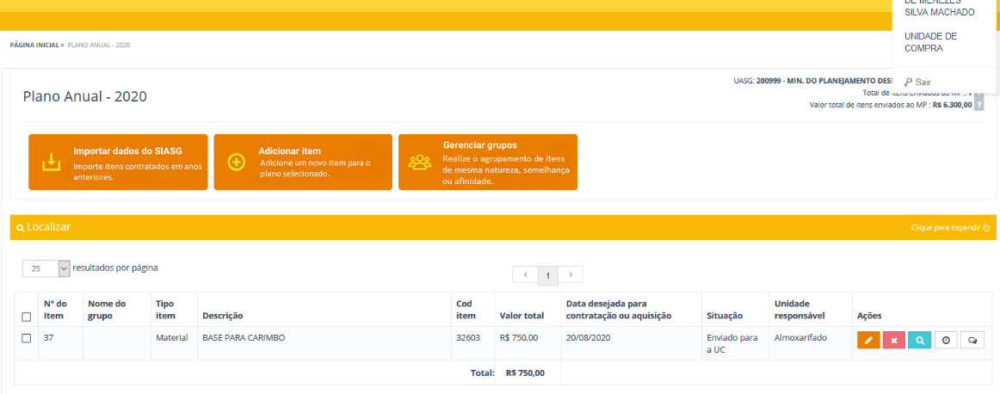 DE MENEZES
SILVA MACHADO
UNIDADE DE
COMPRA
Sair
PÁGINA INICIAL > PLANO ANUAL - 2020
Plano Anual - 2020
UASG: 200999 - MIN. DO PLANEJAMENTO
Total de itens enviados ao MP : 1 ?
Valor total de itens enviados ao MP : R$ 6.300,00 ?
Importar dados do SIASG
Importe itens contratados em anos
anteriores.
Adicionar item
Adicione um novo item para o
plano selecionado.
Gerenciar grupos
Realize o agrupamento de itens
de mesma natureza, semelhança
ou afinidade.
Localizar
Clique para expandir
25 resultados por página
< 1 >
Nº do
Item
Nome do
grupo
Tipo
item
Descrição
Cod
item
Valor total
Data desejada para
contratação ou aquisição
Situação
Unidade
responsável
Ações
37
Material
BASE PARA CARIMBO
32603
R$ 750,00
20/08/2020
Enviado para
a UC
Almoxarifado
Total: R$ 750,00